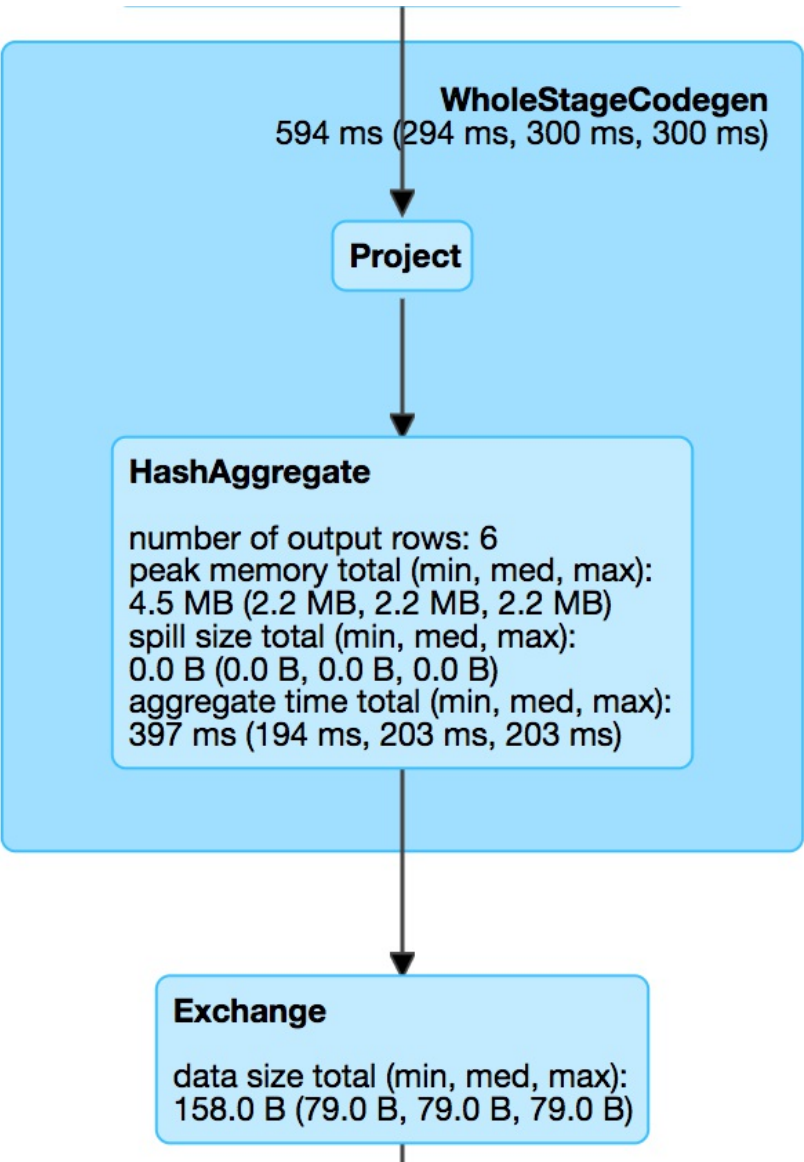 WholeStageCodegen
594 ms (294 ms, 300 ms, 300 ms)
Project
HashAggregate
number of output rows: 6
peak memory total (min, med, max):
4.5 MB (2.2 MB, 2.2 MB, 2.2 MB)
spill size total (min, med, max):
0.0 B (0.0 B, 0.0 B, 0.0 B)
aggregate time total (min, med, max):
397 ms (194 ms, 203 ms, 203 ms)
Exchange
data size total (min, med, max):
158.0 B (79.0 B, 79.0 B, 79.0 B)